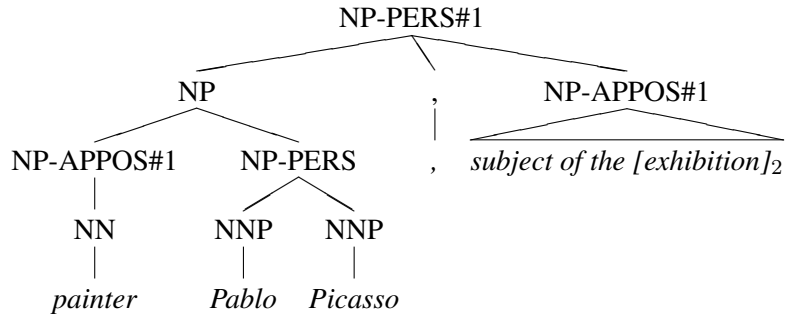 NP-PERS#1
NP , NP-APPOS#1
NP-APPOS#1 NP-PERS , subject of the [exhibition]2
NN NNP NNP
painter Pablo Picasso